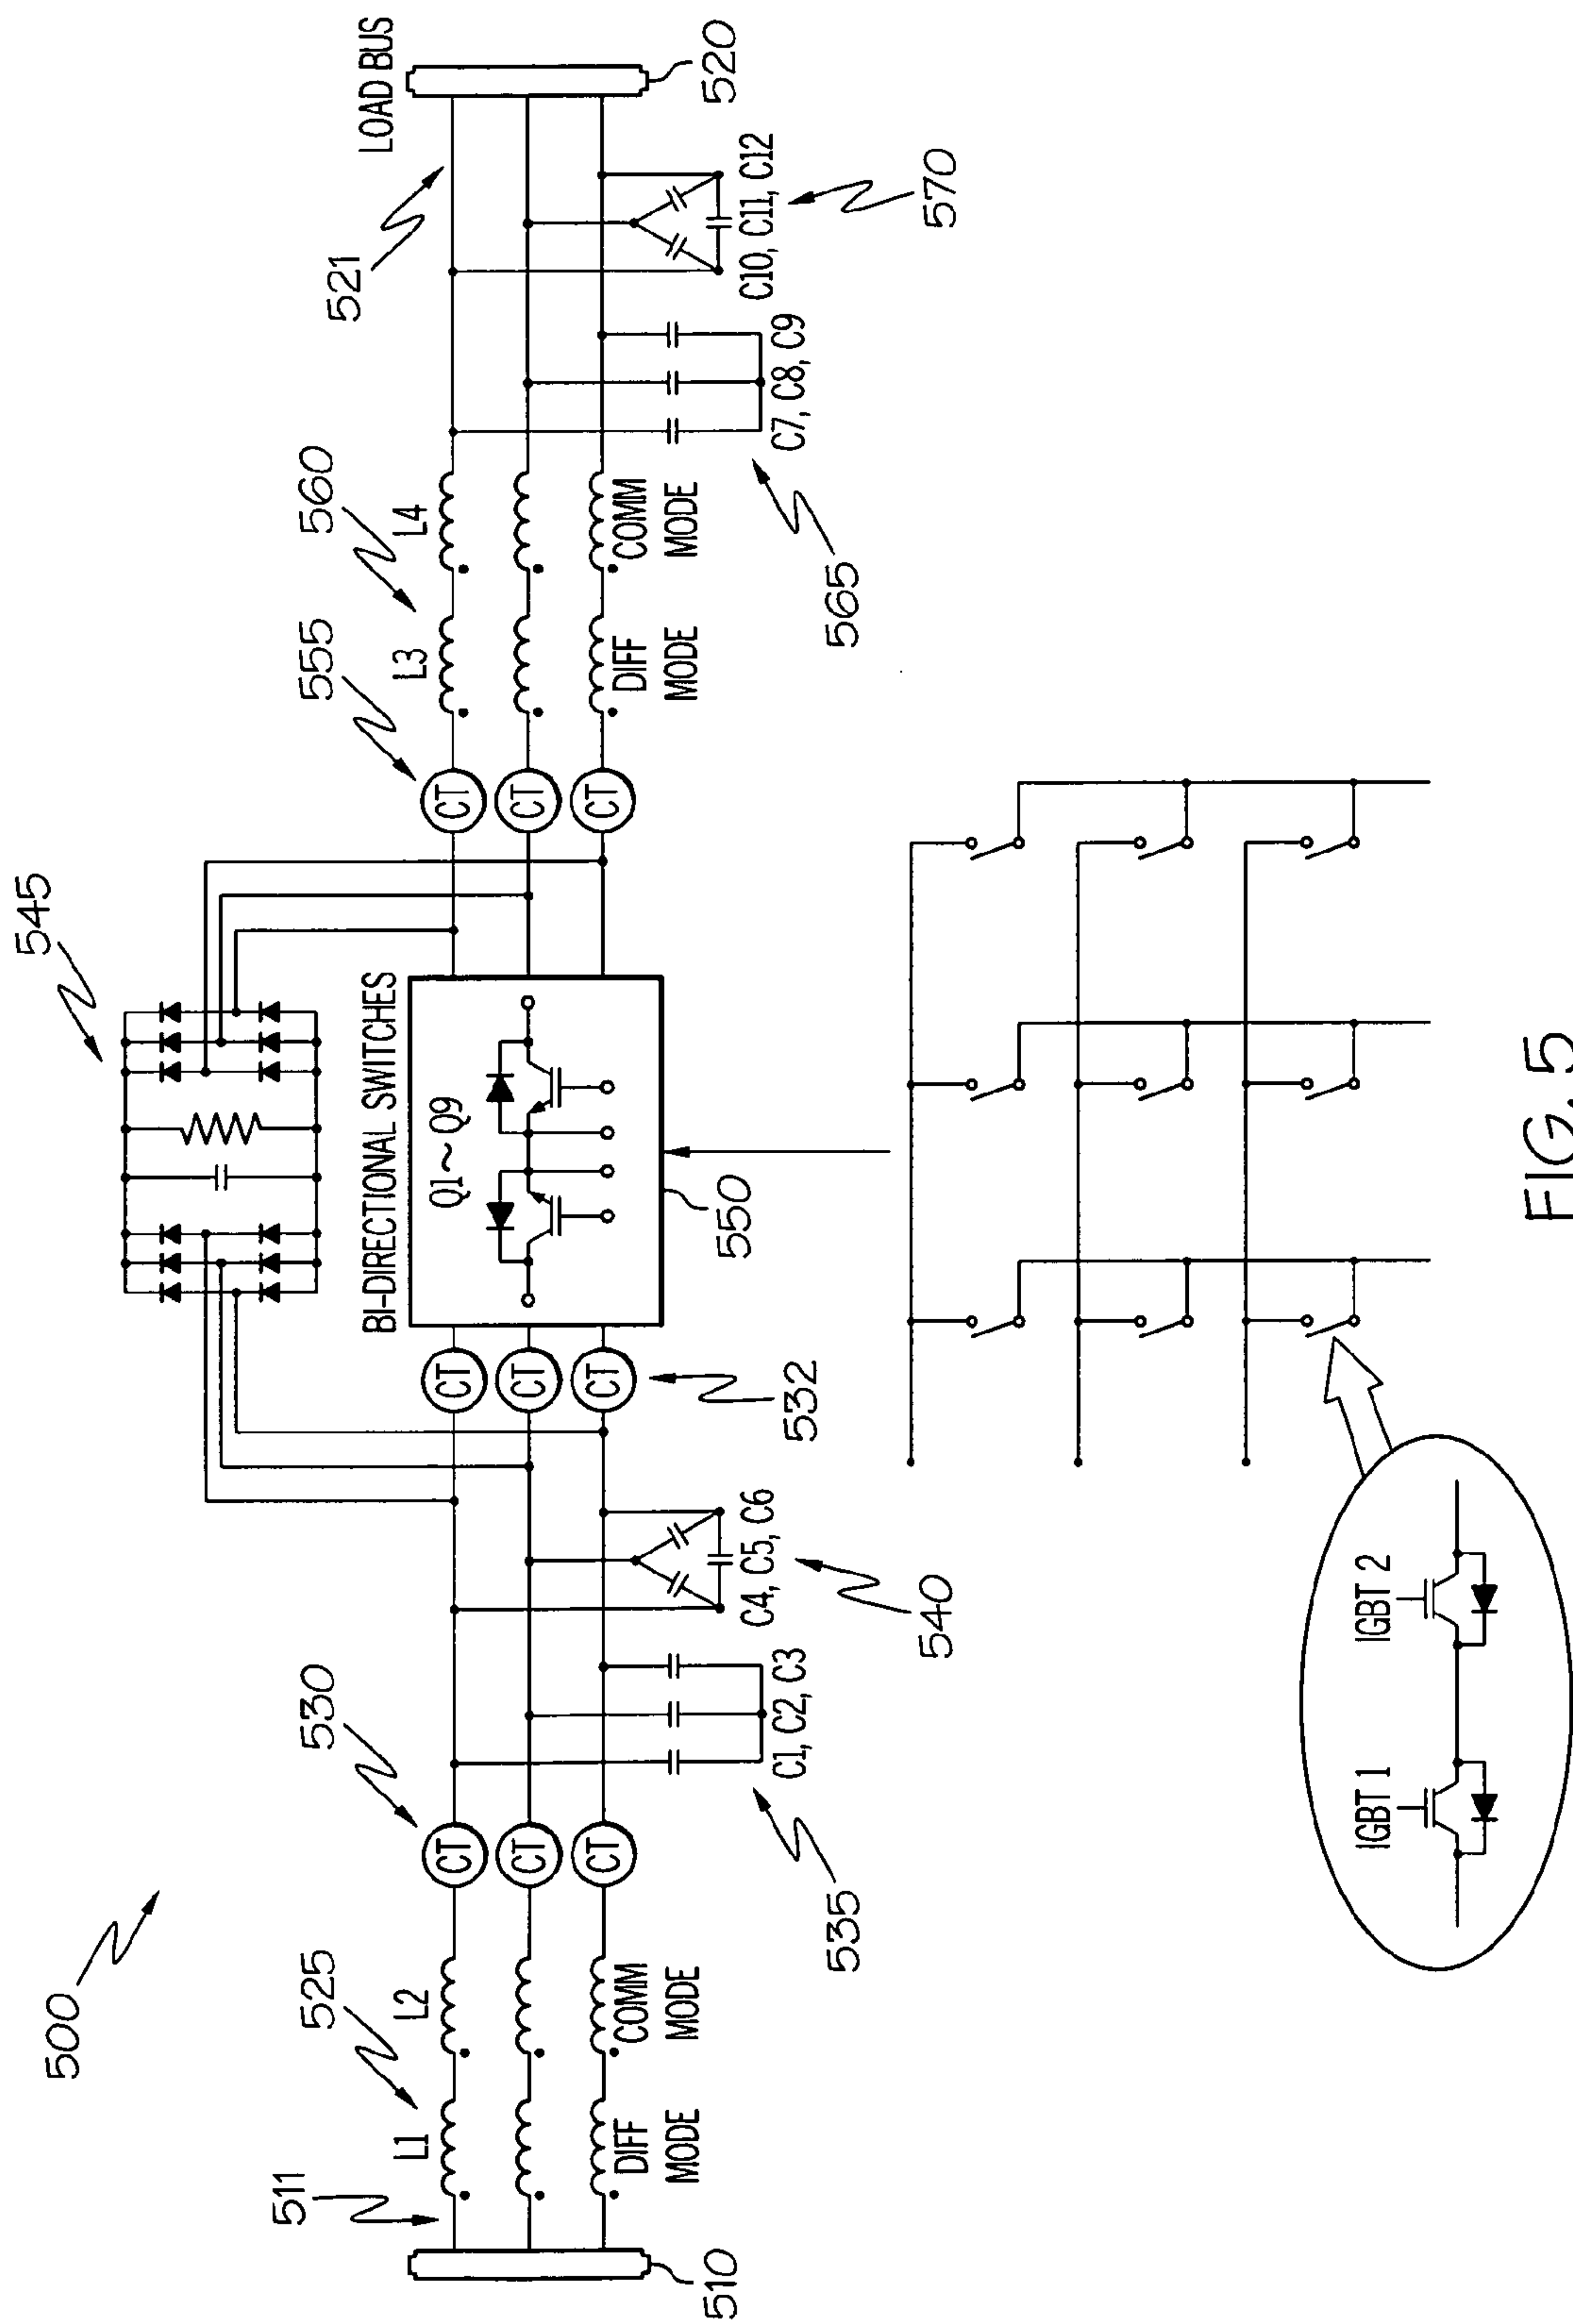 500
545
511
525
L1
L2
530
BI-DIRECTIONAL SWITCHES
Q1~Q9
555
L3
L4
560
521
LOAD BUS
CT
CT
CT
CT
CT
CT
CT
CT
CT
510
DIFF
MODE
COMM
MODE
535
C1, C2, C3
C4, C5, C6
540
532
550
DIFF
MODE
COMM
MODE
565
C7, C8, C9
C10, C11, C12
570
520
IGBT 1
IGBT 2
FIG. 5